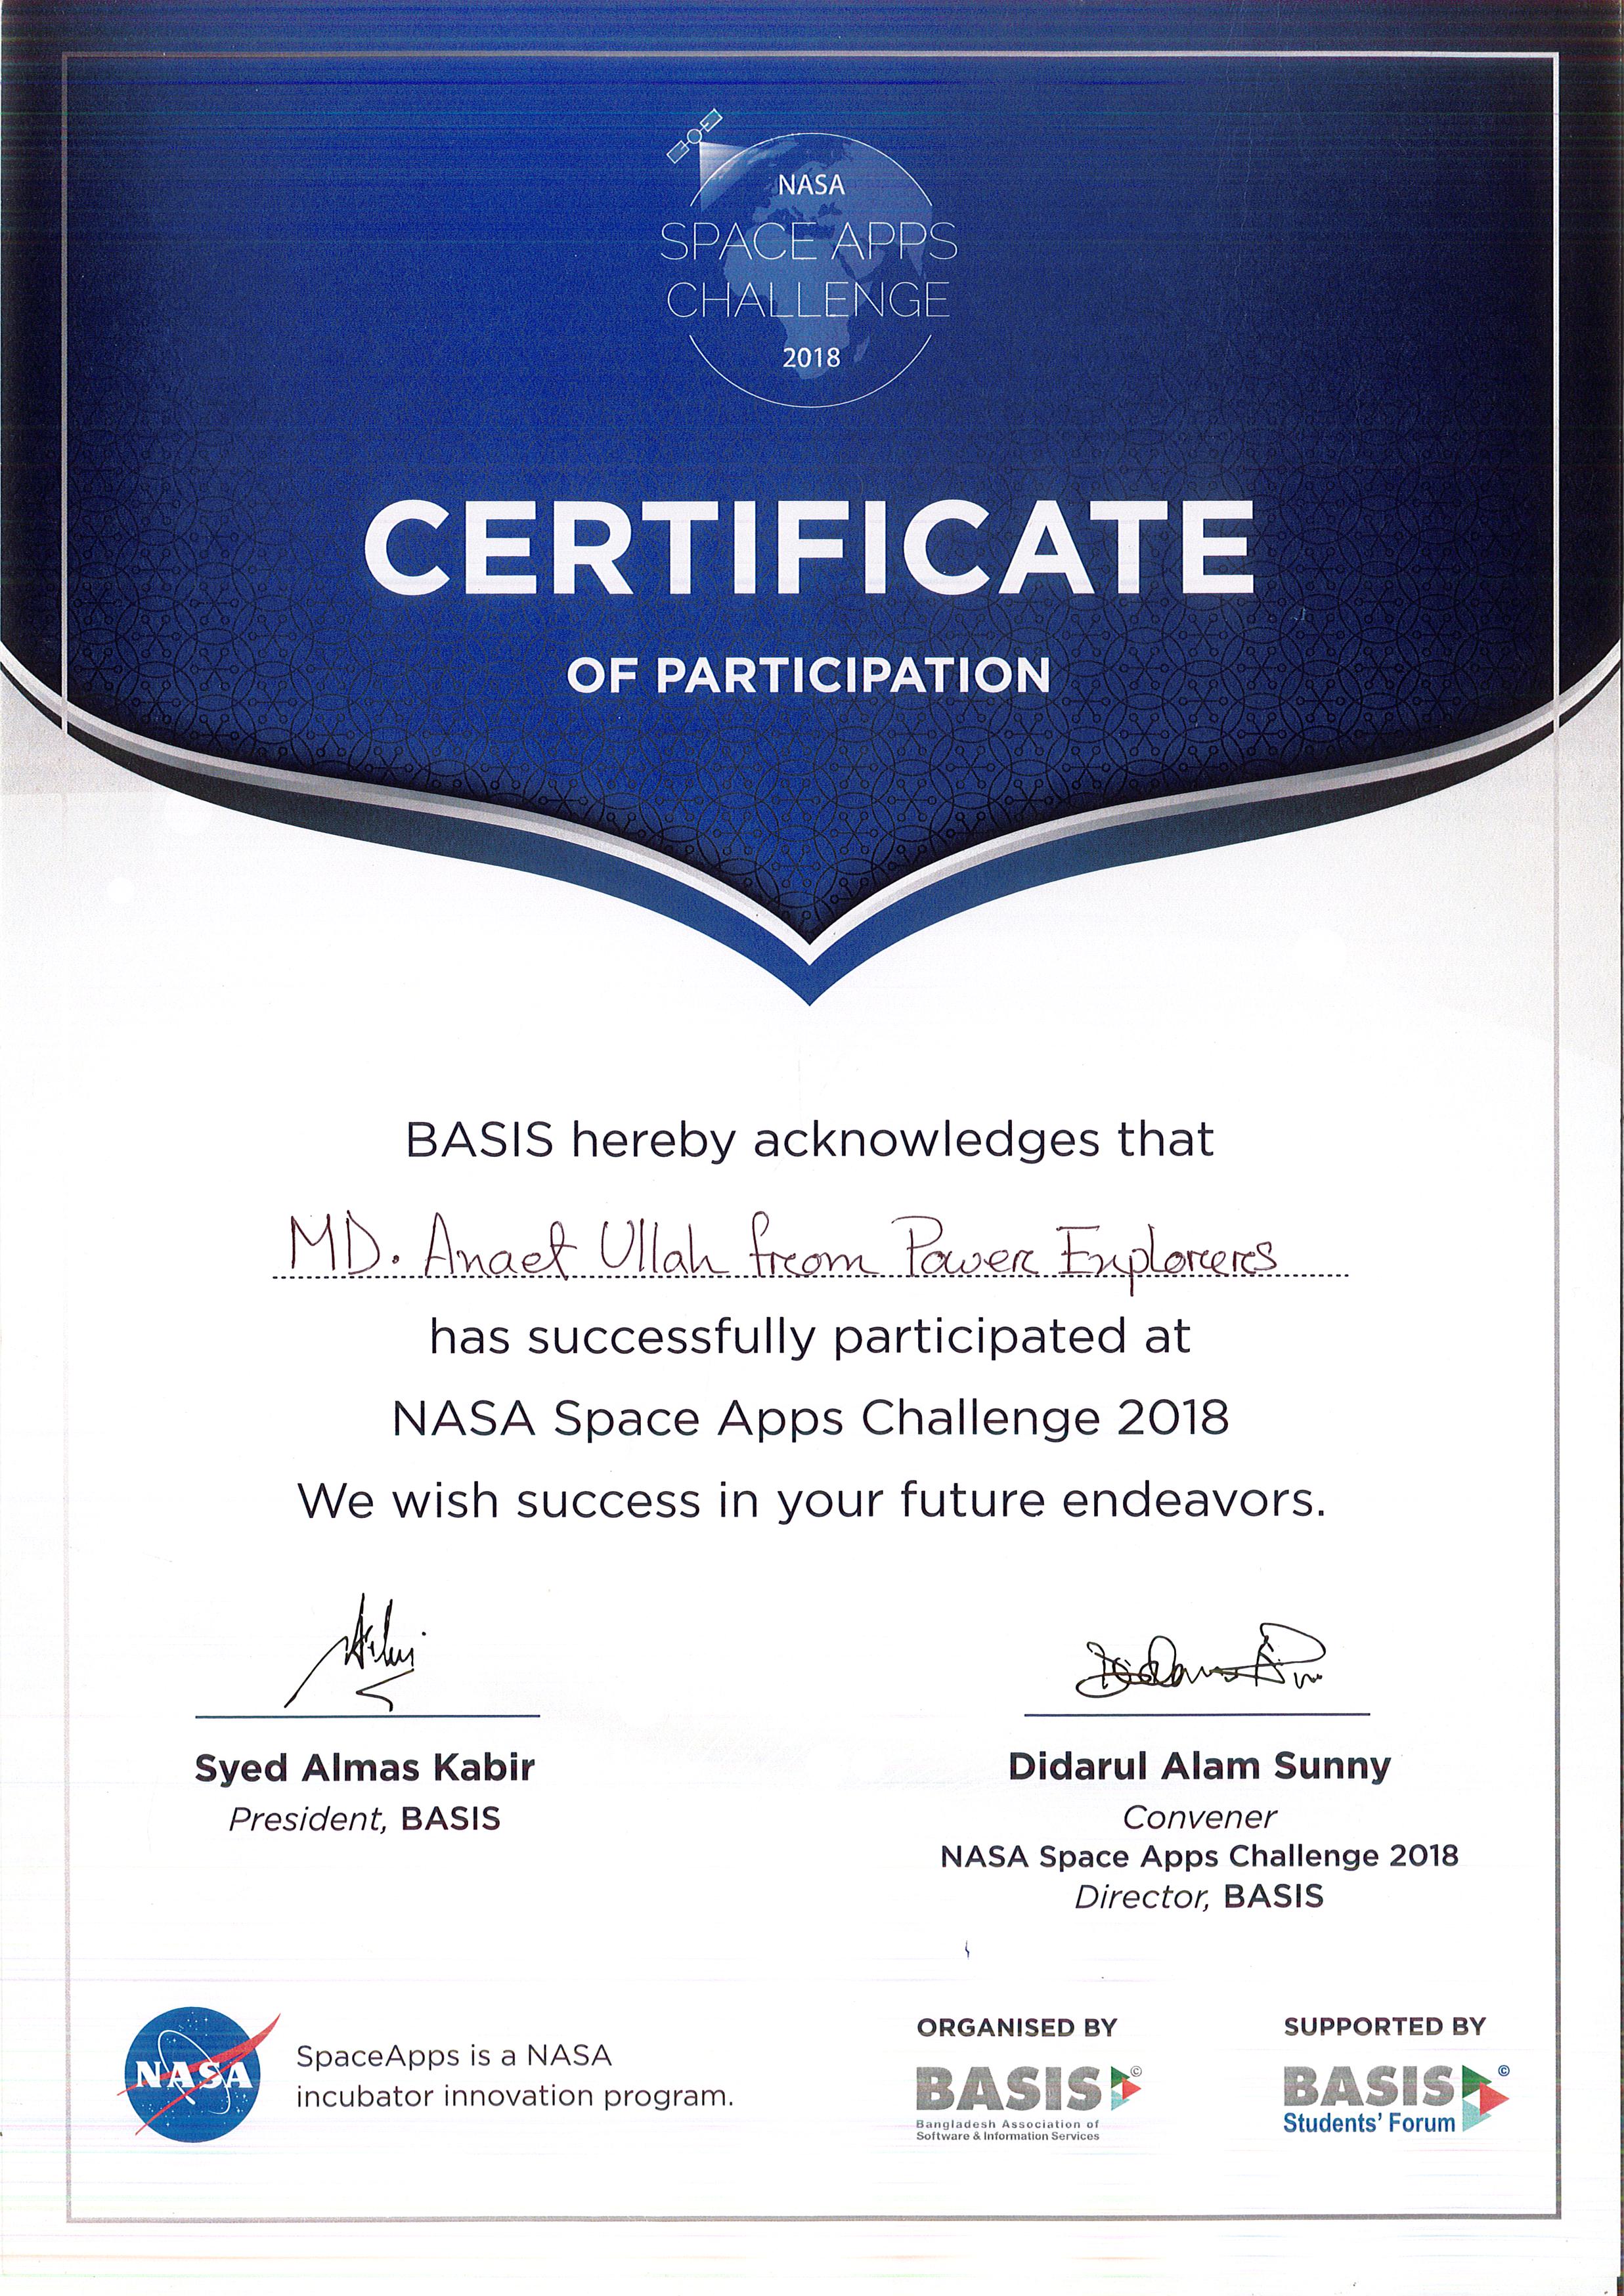 NASA
SPACE APPS
CHALLENGE
2018
CERTIFICATE
OF PARTICIPATION
BASIS hereby acknowledges that
MD. Anaet Ullah from Power Explorers
has successfully participated at
NASA Space Apps Challenge 2018
We wish success in your future endeavors.
Syed Almas Kabir
President, BASIS
Didarul Alam Sunny
Convener
NASA Space Apps Challenge 2018
Director, BASIS
NASA
SpaceApps is a NASA
incubator innovation program.
ORGANISED BY
BASIS ©
Bangladesh Association of
Software & Information Services
SUPPORTED BY
BASIS ©
Students' Forum